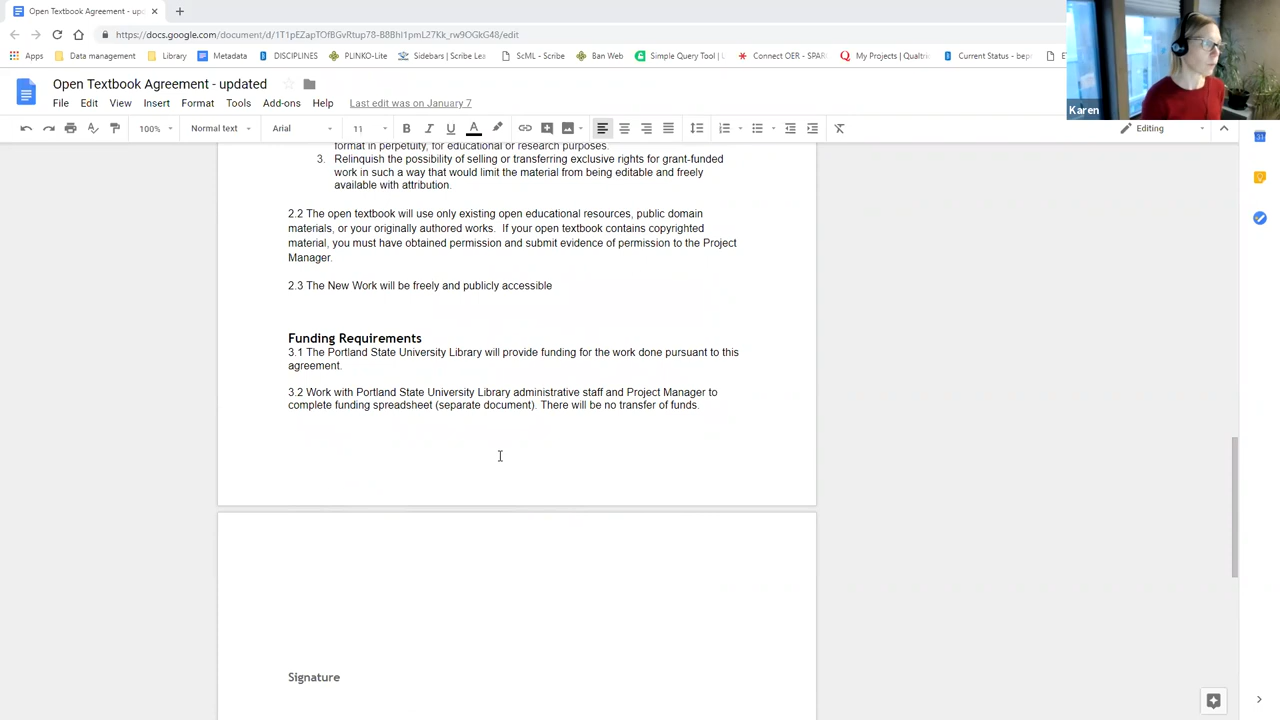 Open Textbook Agreement - upd
https://docs.google.com/document/d/1T1pEZapTOfBGvRtup78-B8Bhi1pmL27Kk_rw9OGkG48/edit
Apps Data management Library Metadata DISCIPLINES PLINKO-Lite Sidebars | Scribe Lea ScML - Scribe Ban Web Simple Query Tool | Connect OER - SPAR My Projects | Qualtri Current Status - bep
Karen
Open Textbook Agreement - updated
File Edit View Insert Format Tools Add-ons Help Last edit was on January 7
100% Normal text Arial 11 B I U A Editing
format in perpetuity, for educational or research purposes.
3. Relinquish the possibility of selling or transferring exclusive rights for grant-funded
work in such a way that would limit the material from being editable and freely
available with attribution.
2.2 The open textbook will use only existing open educational resources, public domain
materials, or your originally authored works. If your open textbook contains copyrighted
material, you must have obtained permission and submit evidence of permission to the Project
Manager.
2.3 The New Work will be freely and publicly accessible
Funding Requirements
3.1 The Portland State University Library will provide funding for the work done pursuant to this
agreement.
3.2 Work with Portland State University Library administrative staff and Project Manager to
complete funding spreadsheet (separate document). There will be no transfer of funds.
Signature